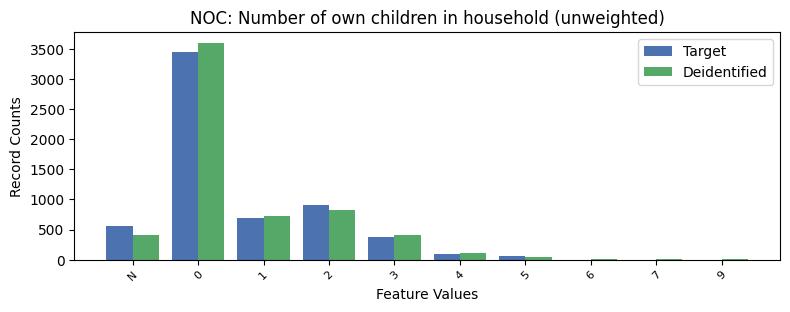 NOC: Number of own children in household (unweighted)
Target
Deidentified
Record Counts
3500
3000
2500
2000
1500
1000
500
0
N
0
1
2
3
4
5
6
7
9
Feature Values